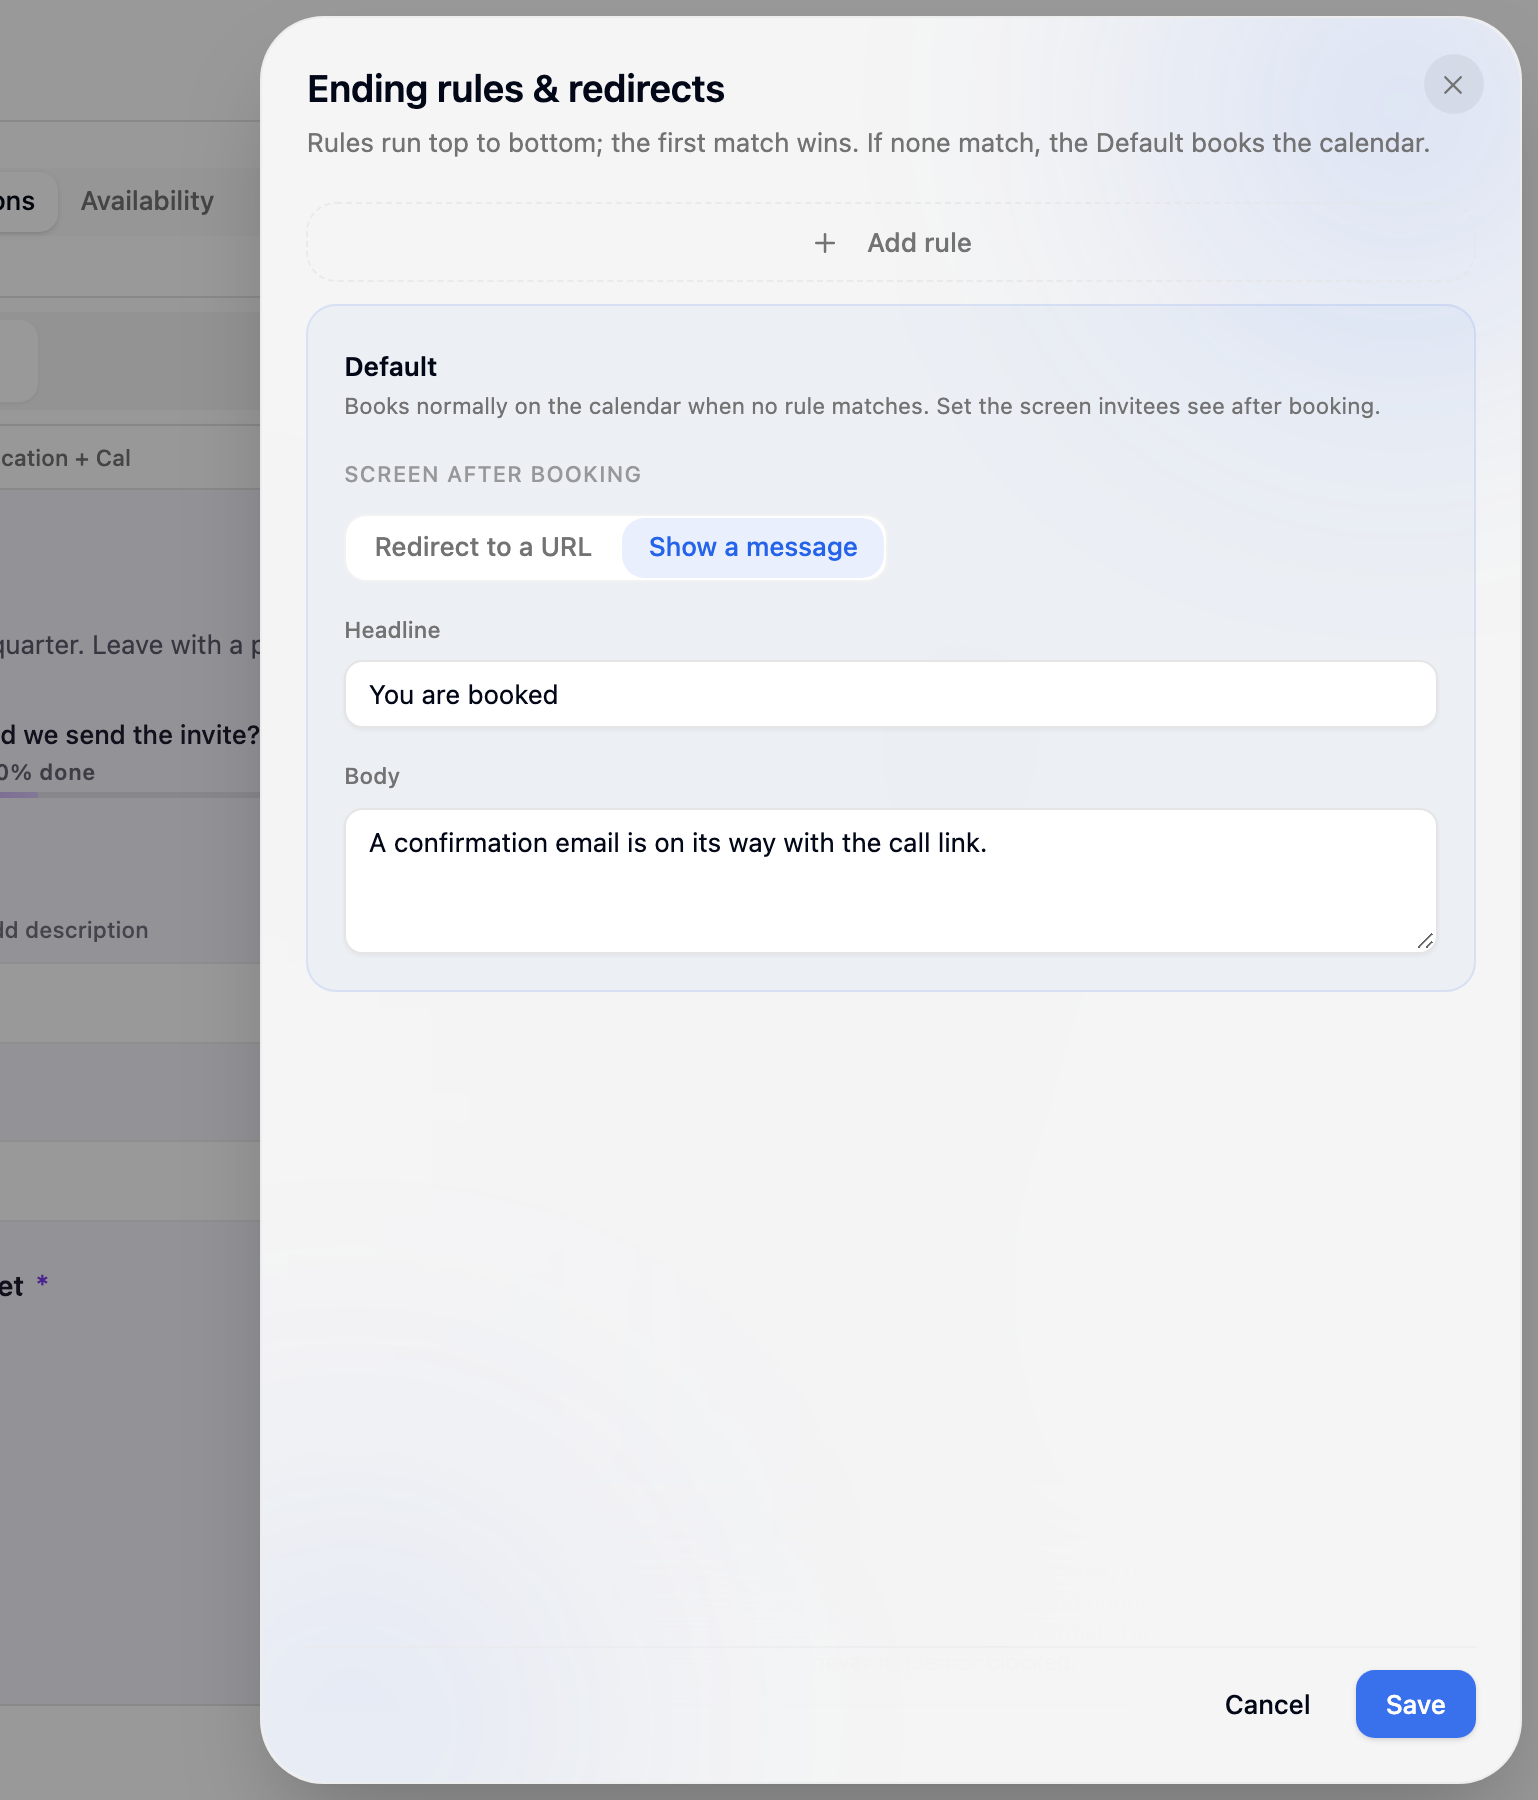 Ending rules & redirects
Rules run top to bottom; the first match wins. If none match, the Default books the calendar.
ons
Availability
+ Add rule
Default
Books normally on the calendar when no rule matches. Set the screen invitees see after booking.
cation + Cal
SCREEN AFTER BOOKING
Redirect to a URL
Show a message
Headline
quarter. Leave with a p
You are booked
d we send the invite?
0% done
Body
A confirmation email is on its way with the call link.
dd description
et *
Cancel
Save